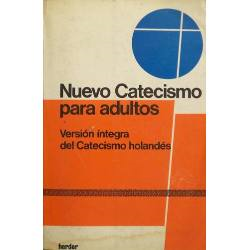 Nuevo Catecismo
para adultos
Versión íntegra
del Catecismo holandés
herder